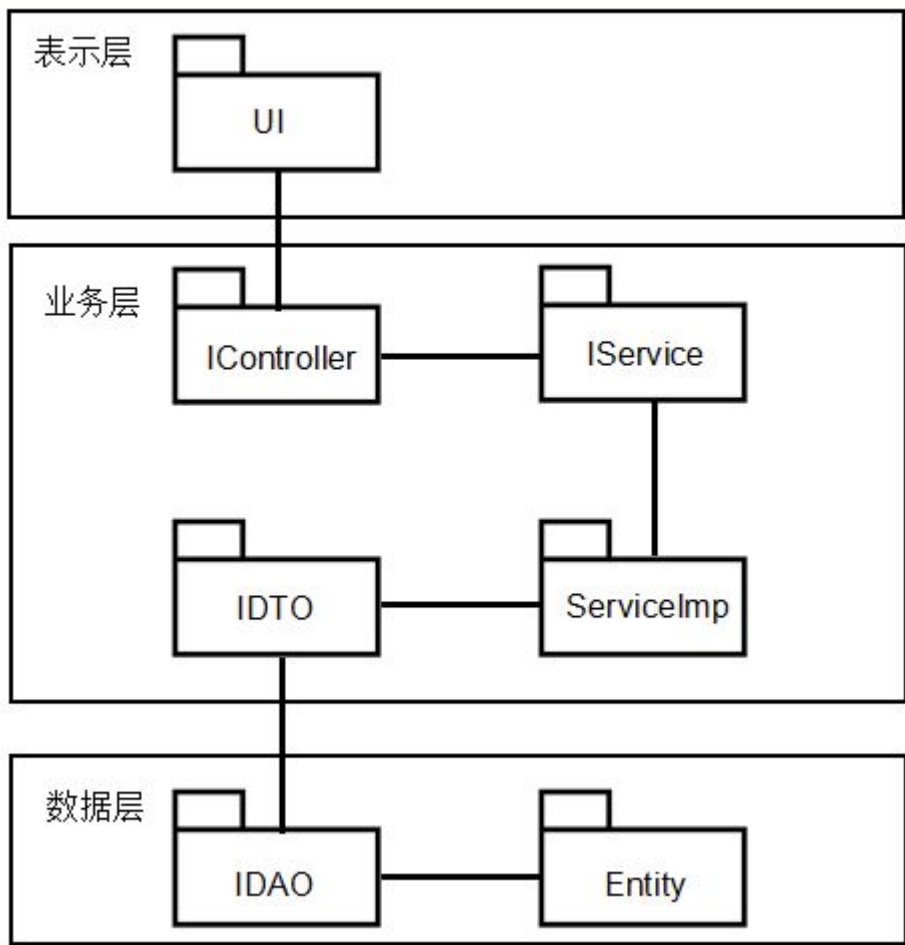 表示层
UI
业务层
IController
IService
IDTO
ServiceImp
数据层
IDAO
Entity